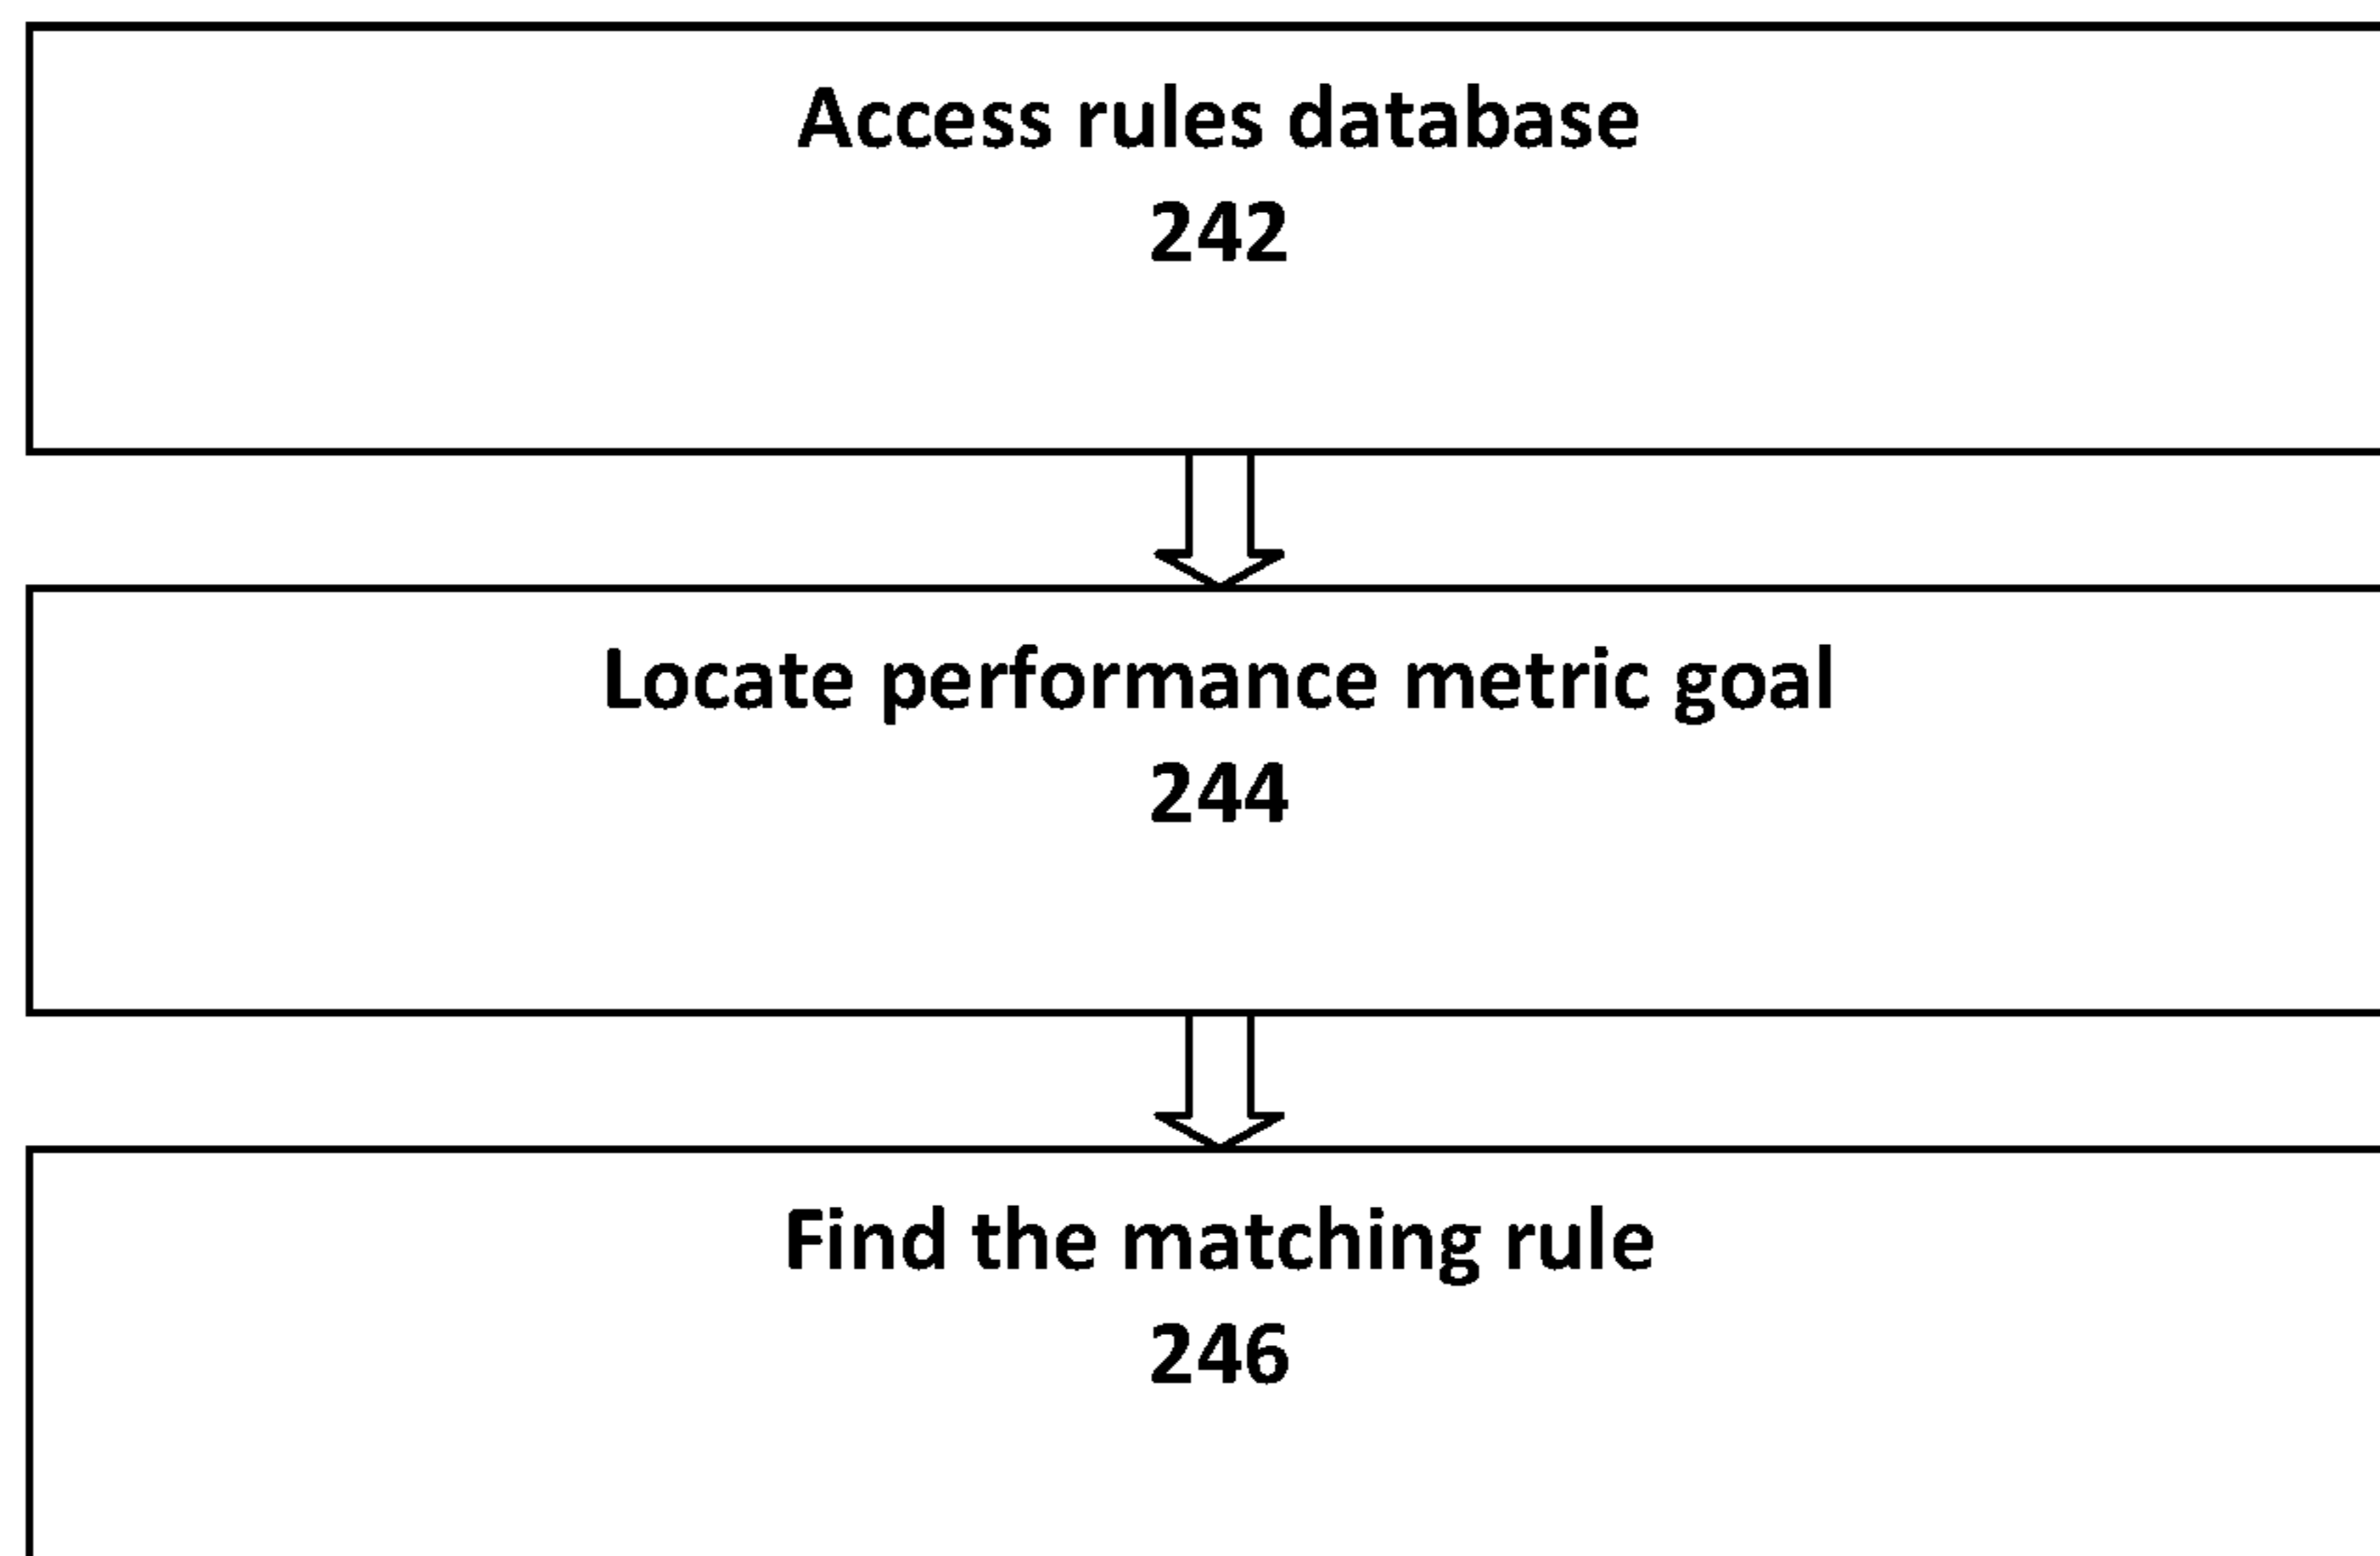 Access rules database
242
Locate performance metric goal
244
Find the matching rule
246